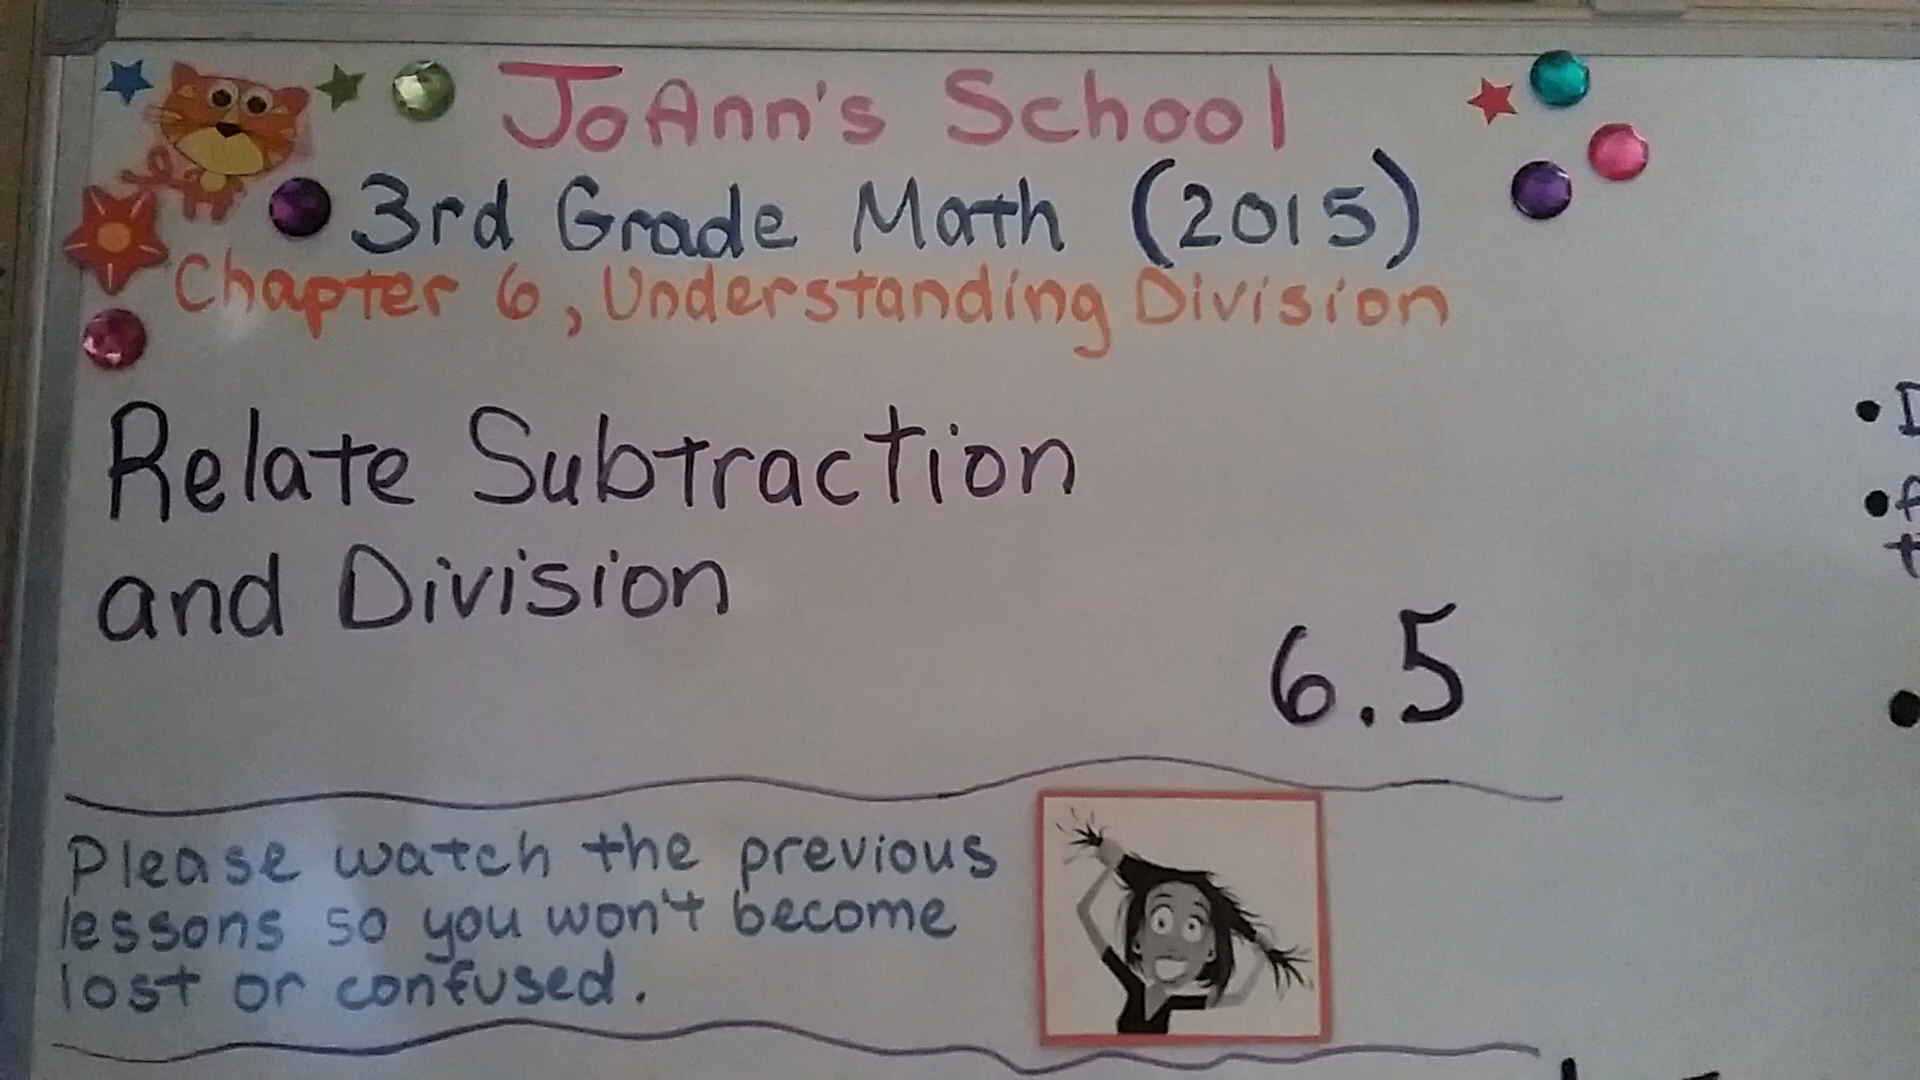 JoAnn's School
3rd Grade Math (2015)
Chapter 6, Understanding Division
Relate Subtraction
and Division
6.5
Please watch the previous
lessons so you won't become
lost or confused.